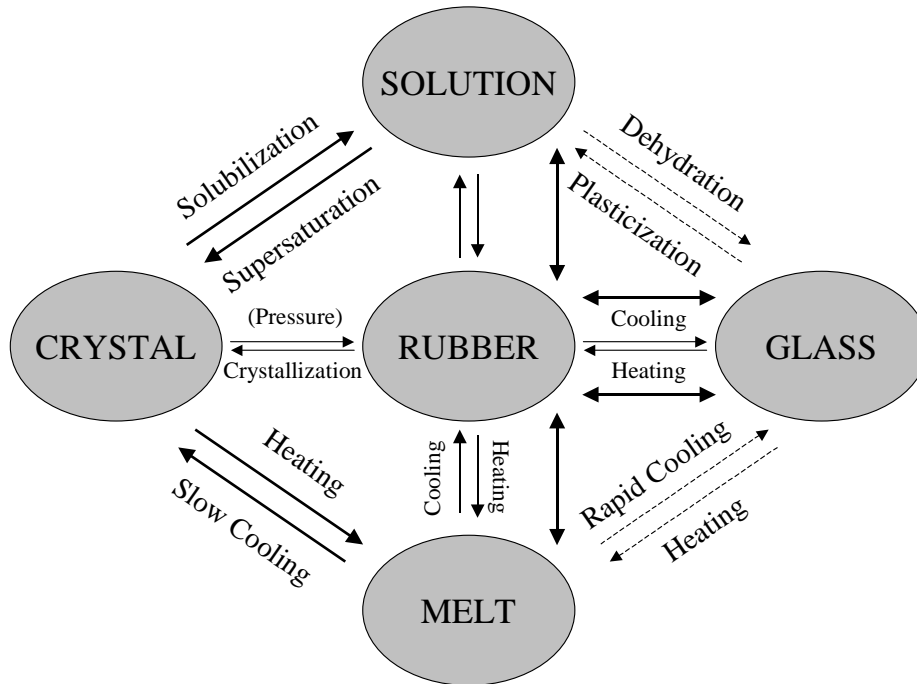 SOLUTION
Solubilization
Supersaturation
Dehydration
Plasticization
CRYSTAL
(Pressure)
Crystallization
RUBBER
Cooling
Heating
GLASS
Heating
Slow Cooling
Cooling
Heating
Rapid Cooling
Heating
MELT